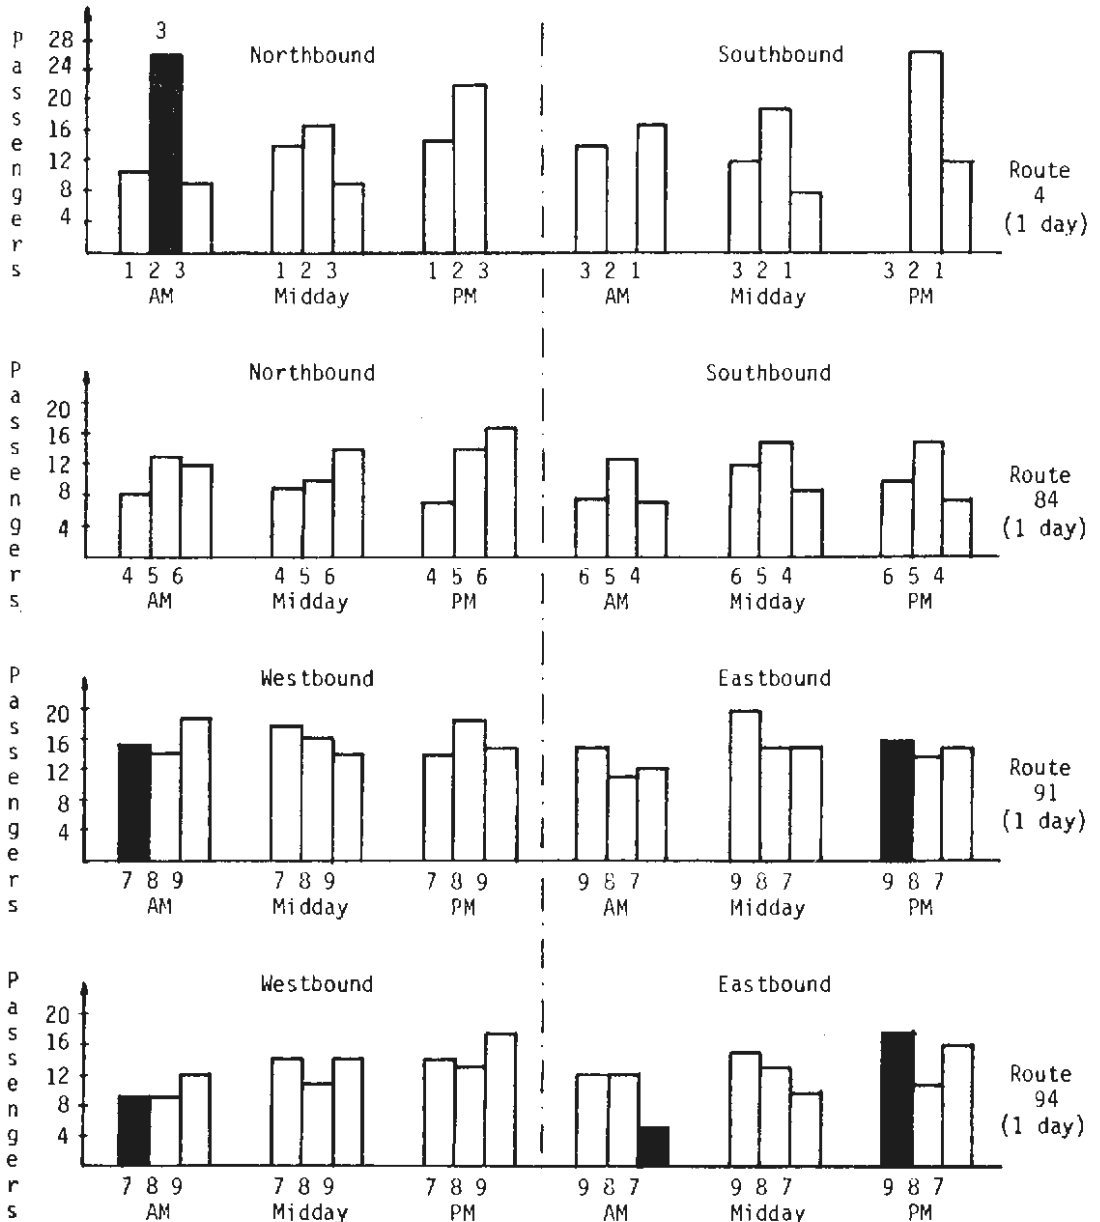 Passengers
3
28
24
20
16
12
8
4
Northbound
Southbound
Route
4
(1 day)
1 2 3
1 2 3
1 2 3
3 2 1
3 2 1
3 2 1
AM
Midday
PM
AM
Midday
PM
Passengers
20
16
12
8
4
Northbound
Southbound
Route
84
(1 day)
4 5 6
4 5 6
4 5 6
6 5 4
6 5 4
6 5 4
AM
Midday
PM
AM
Midday
PM
Passengers
20
16
12
8
4
Westbound
Eastbound
Route
91
(1 day)
7 8 9
7 8 9
7 8 9
9 8 7
9 8 7
9 8 7
AM
Midday
PM
AM
Midday
PM
Passengers
20
16
12
8
4
Westbound
Eastbound
Route
94
(1 day)
7 8 9
7 8 9
7 8 9
9 8 7
9 8 7
9 8 7
AM
Midday
PM
AM
Midday
PM